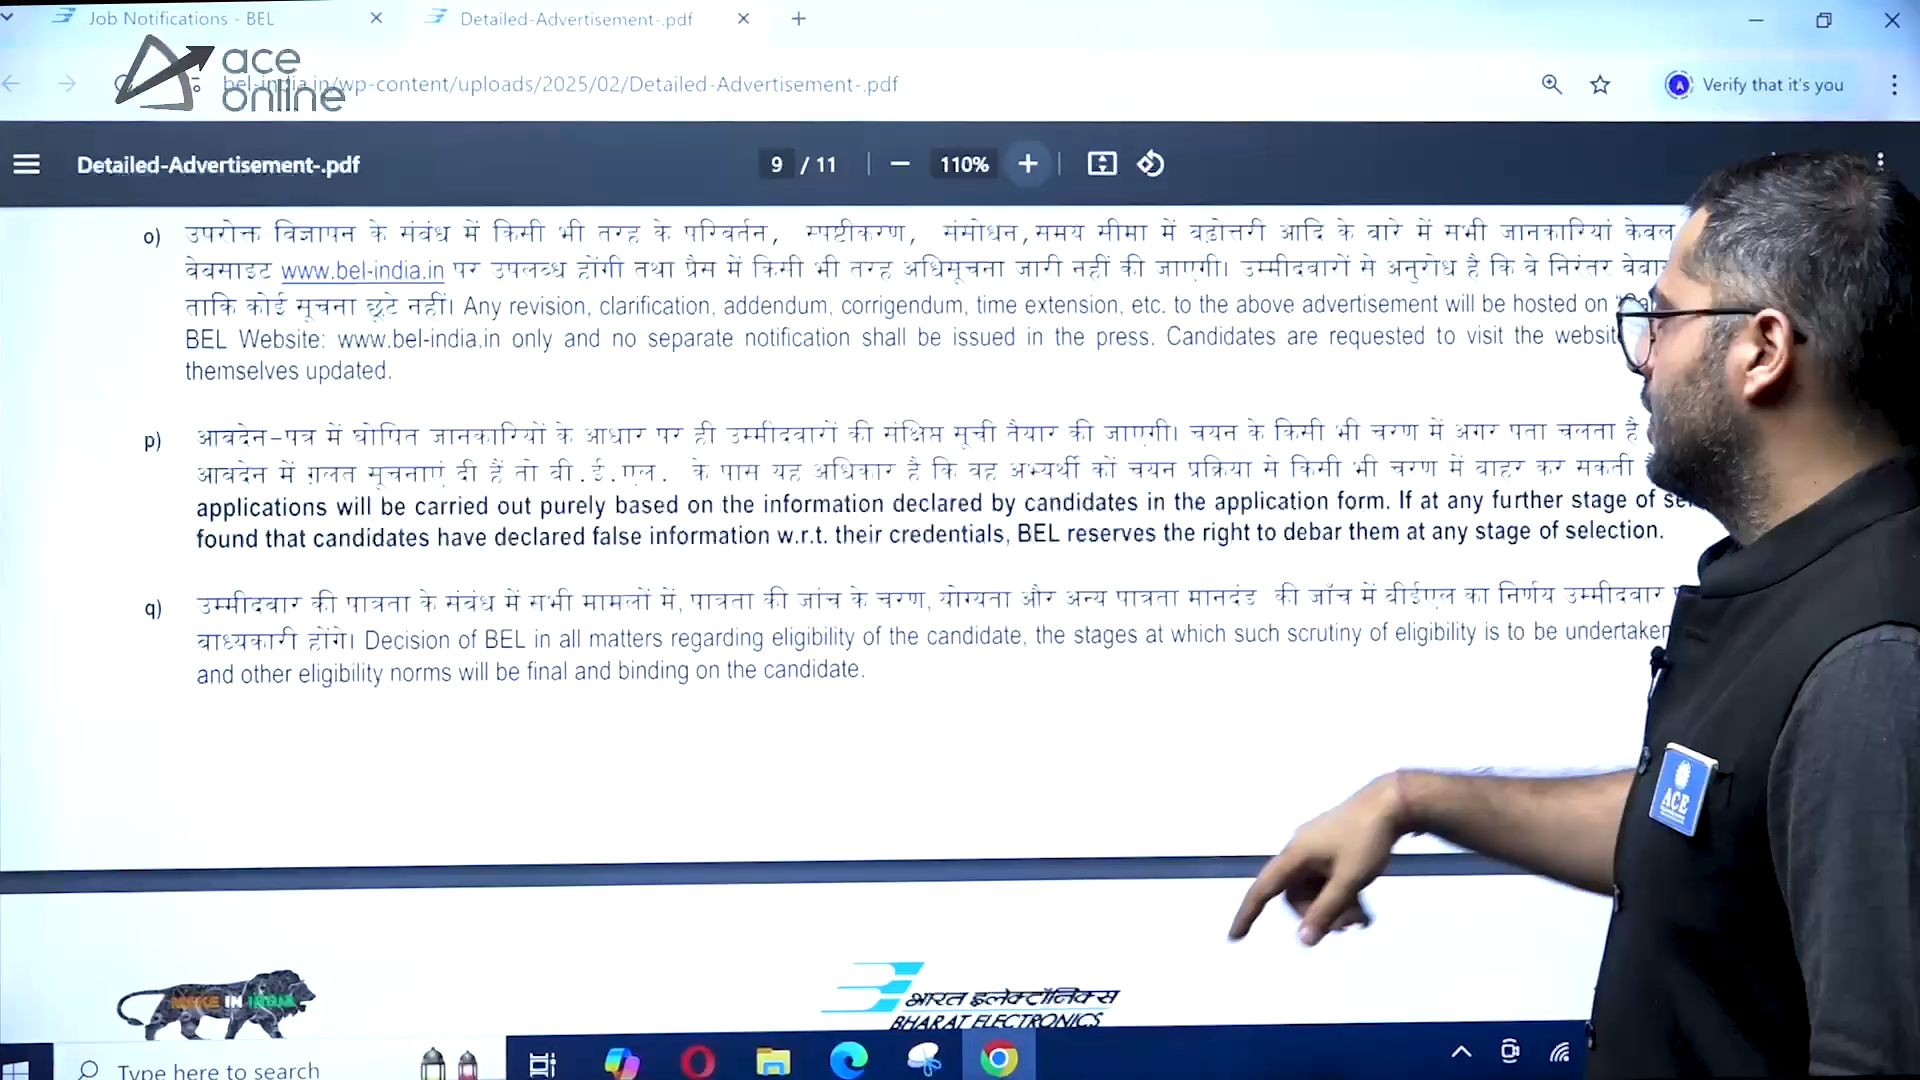 Job Notifications - BEL
Detailed-Advertisement-.pdf
ace
online
bel-india.in/wp-content/uploads/2025/02/Detailed-Advertisement-.pdf
Verify that it's you
Detailed-Advertisement-.pdf
9 / 11
110%
o) उपरोक्त विज्ञापन के संबंध में किसी भी तरह के परिवर्तन, स्पष्टीकरण, संसोधन,समय सीमा में बड़ोत्तरी आदि के बारे में सभी जानकारियां केवल
वेवसाइट www.bel-india.in पर उपलब्ध होंगी तथा प्रैस में किसी भी तरह अधिसूचना जारी नहीं की जाएगी। उम्मीदवारों से अनुरोध है कि वे निरंतर
ताकि कोई सूचना छूटे नहीं। Any revision, clarification, addendum, corrigendum, time extension, etc. to the above advertisement will be hosted on
BEL Website: www.bel-india.in only and no separate notification shall be issued in the press. Candidates are requested to visit the
themselves updated.
p) आवदेन-पत्र में घोषित जानकारियों के आधार पर ही उम्मीदवारों की संक्षिप्त सूची तैयार की जाएगी। चयन के किसी भी चरण में अगर पता चलता है
आवदेन में ग़लत सूचनाएं दी हैं तो बी.ई.एल. के पास यह अधिकार है कि वह अभ्यर्थी कों चयन प्रक्रिया से किसी भी चरण में बाहर कर सकती
applications will be carried out purely based on the information declared by candidates in the application form. If at any further stage of
found that candidates have declared false information w.r.t. their credentials, BEL reserves the right to debar them at any stage of selection.
q) उम्मीदवार की पात्रता के संबंध में सभी मामलों में, पात्रता की जांच के चरण, योग्यता और अन्य पात्रता मानदंड की जाँच में बीईएल का निर्णय उम्मीदवार
वाध्यकारी होंगे। Decision of BEL in all matters regarding eligibility of the candidate, the stages at which such scrutiny of eligibility is to be undertaken
and other eligibility norms will be final and binding on the candidate.
ACE
MAKE IN INDIA
भारत इलेक्ट्रॉनिक्स
BHARAT ELECTRONICS
Type here to search